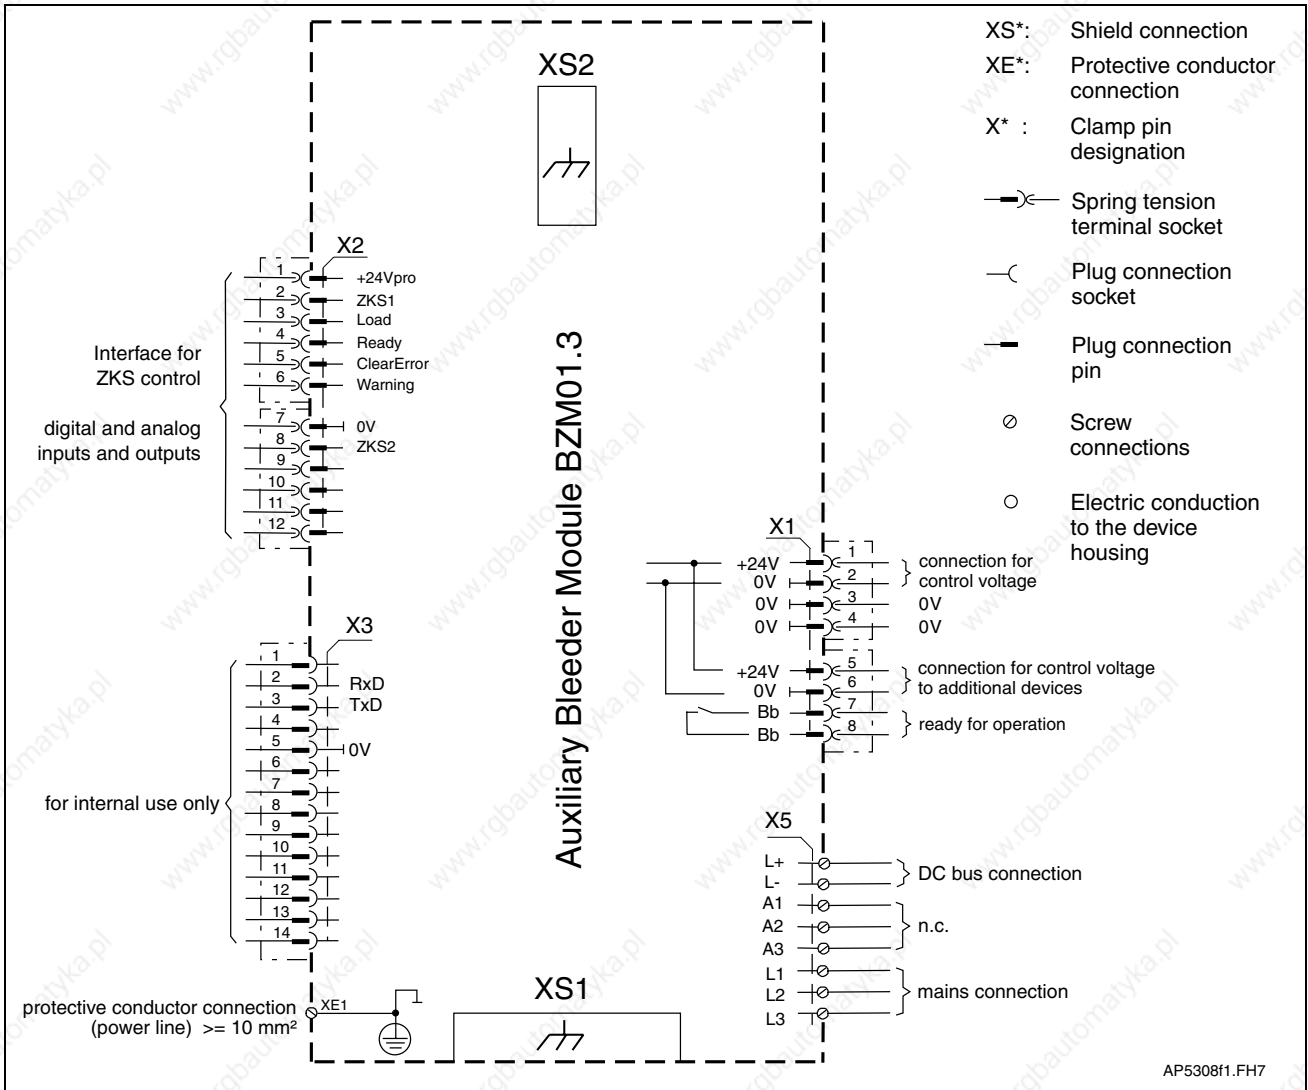 XS*: Shield connection
XE*: Protective conductor
connection
X* : Clamp pin
designation
Spring tension
terminal socket
Plug connection
socket
Plug connection
pin
Screw
connections
Electric conduction
to the device
housing
XS2
X2
1 +24Vpro
2 ZKS1
3 Load
4 Ready
5 ClearError
6 Warning
7 0V
8 ZKS2
9
10
11
12
Interface for
ZKS control
digital and analog
inputs and outputs
Auxiliary Bleeder Module BZM01.3
X3
1
2 RxD
3 TxD
4
5 0V
6
7
8
9
10
11
12
13
14
for internal use only
X1
+24V 1
0V 2
0V 3 0V
0V 4 0V
connection for
control voltage
+24V 5
0V 6
Bb 7
Bb 8
connection for control voltage
to additional devices
ready for operation
X5
L+
L-
DC bus connection
A1
A2
A3
n.c.
L1
L2
L3
mains connection
protective conductor connection
(power line) >= 10 mm²
XE1
XS1
AP5308f1.FH7
www.rgbautomatyka.pl